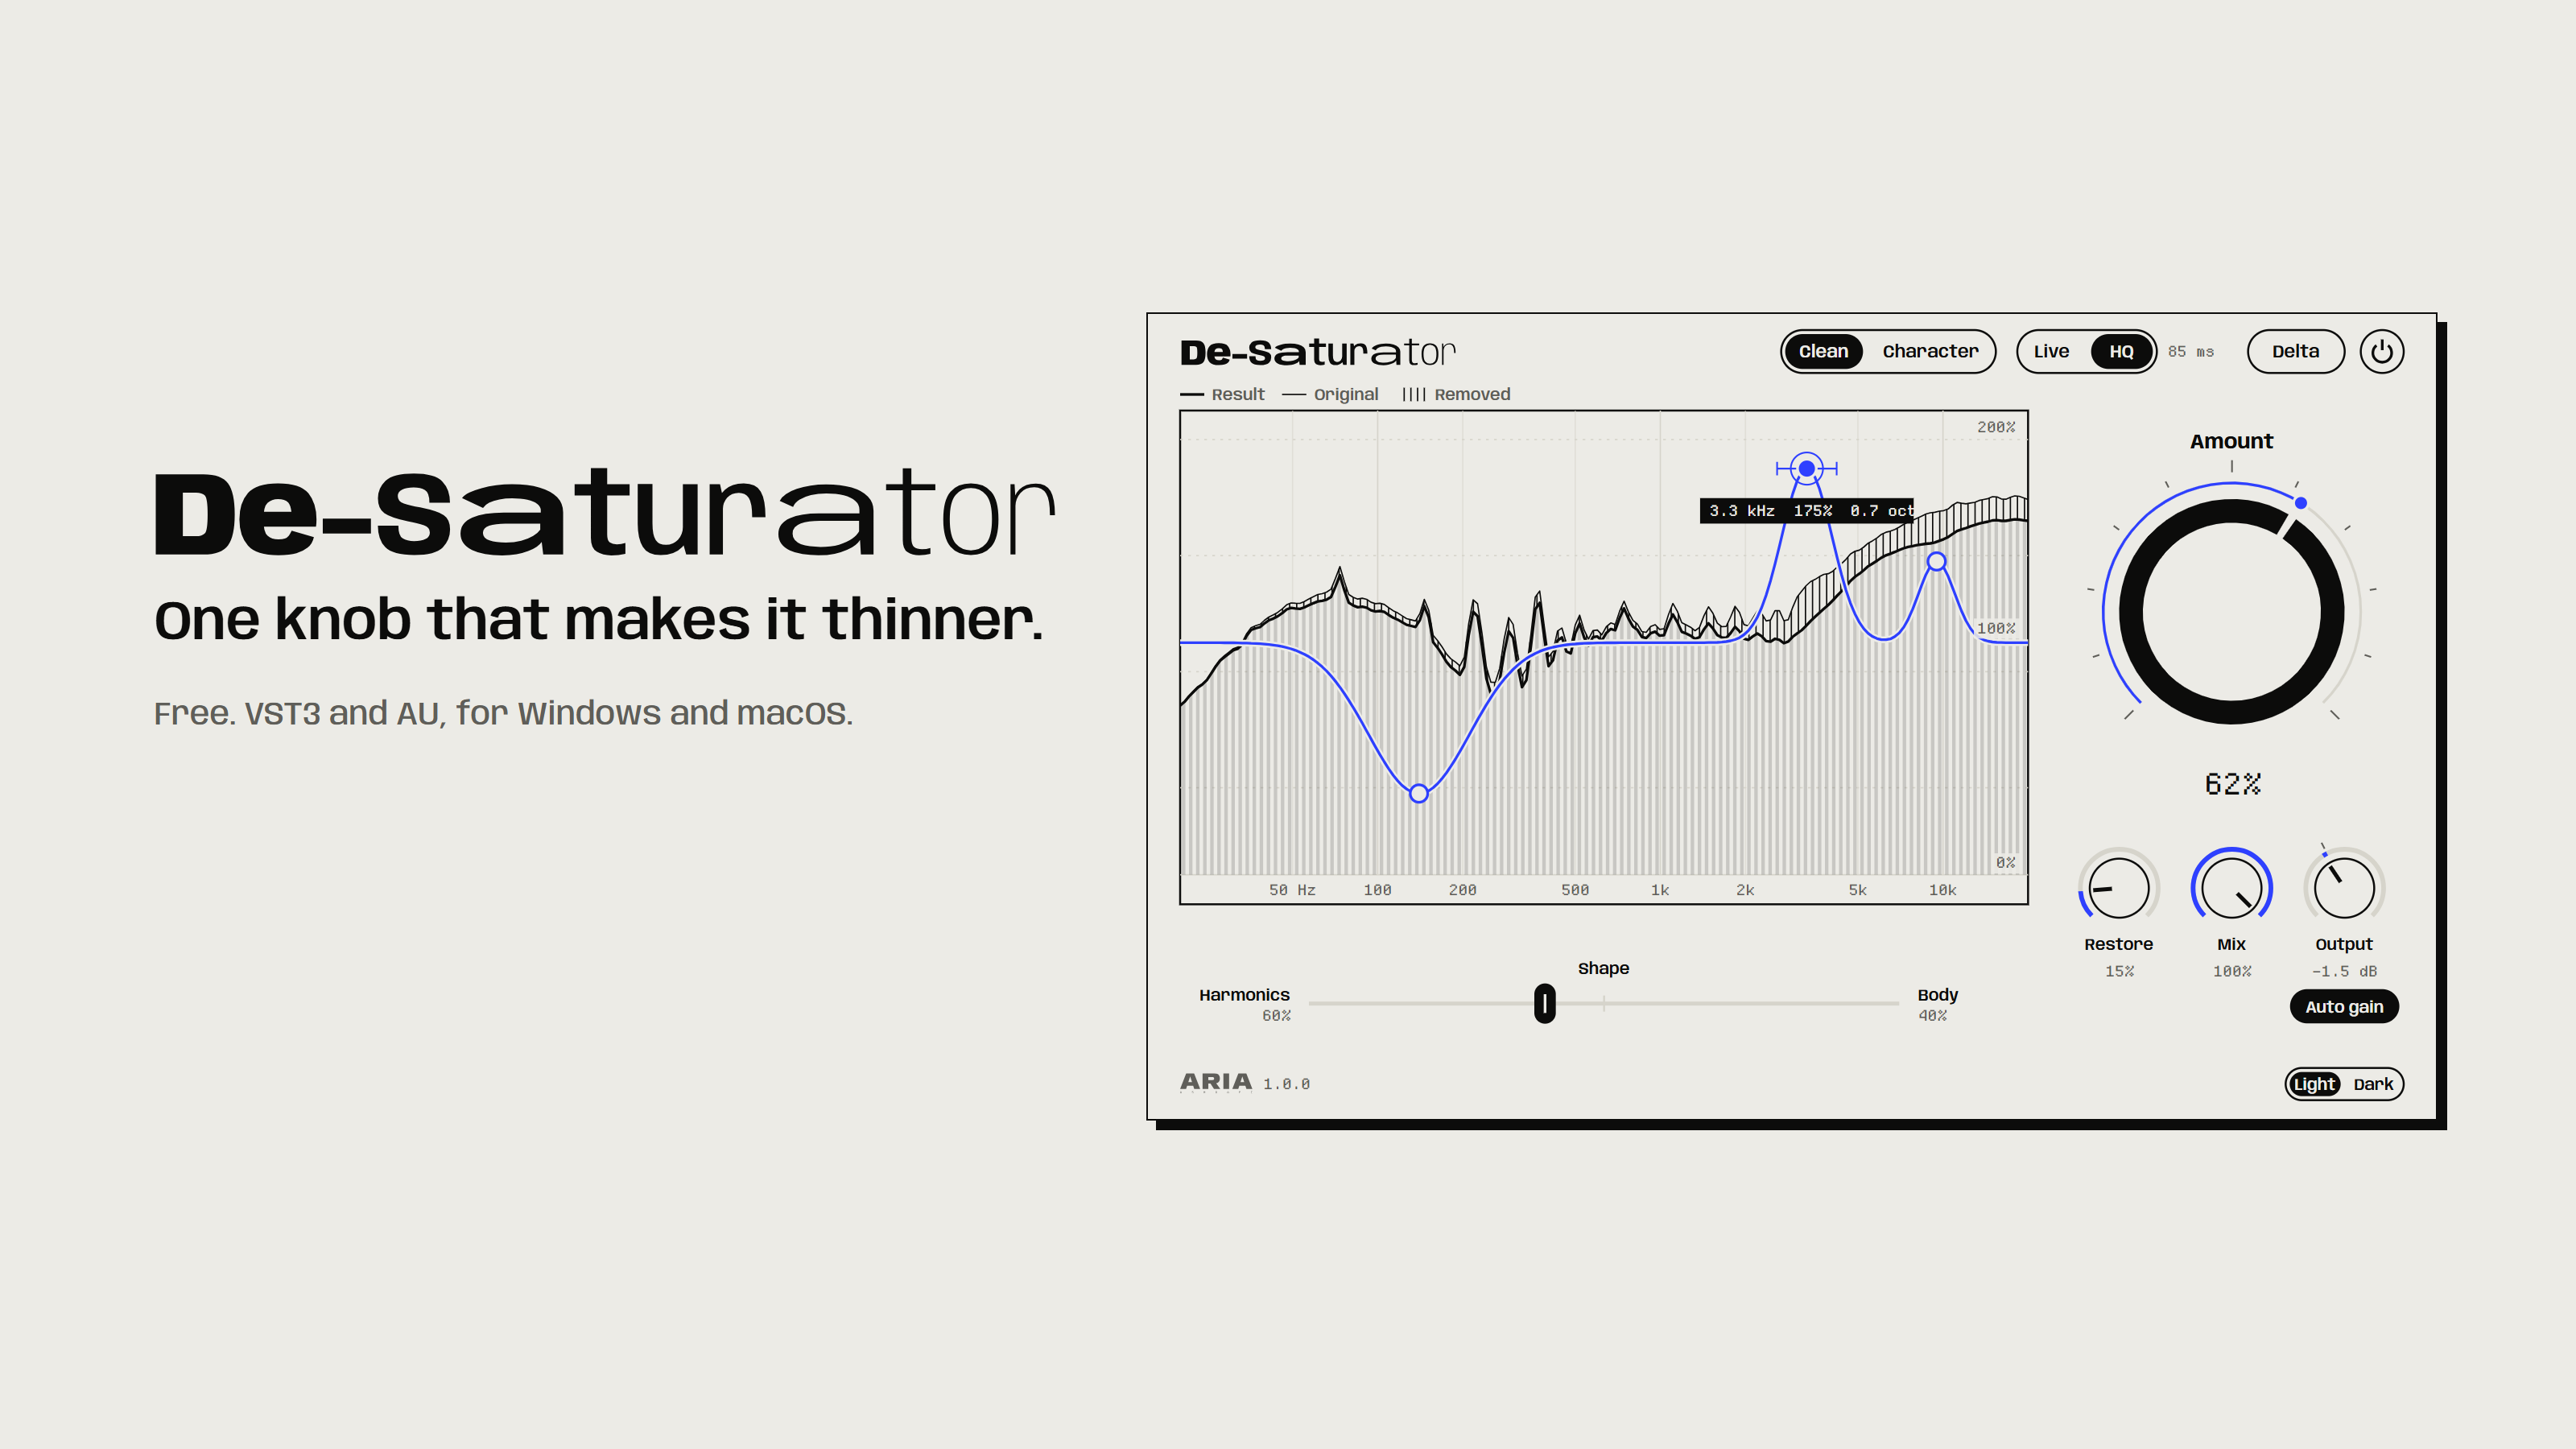 De-Saturator
One knob that makes it thinner.
Free. VST3 and AU, for Windows and macOS.
De-Saturator
Clean Character Live HQ 85 ms Delta
Result Original Removed
200%
Amount
3.3 kHz 175% 0.7 oct
100%
62%
0%
50 Hz 100 200 500 1k 2k 5k 10k
Restore Mix Output
15% 100% -1.5 dB
Shape
Harmonics Body
60% 40%
Auto gain
ARIA 1.0.0
Light Dark